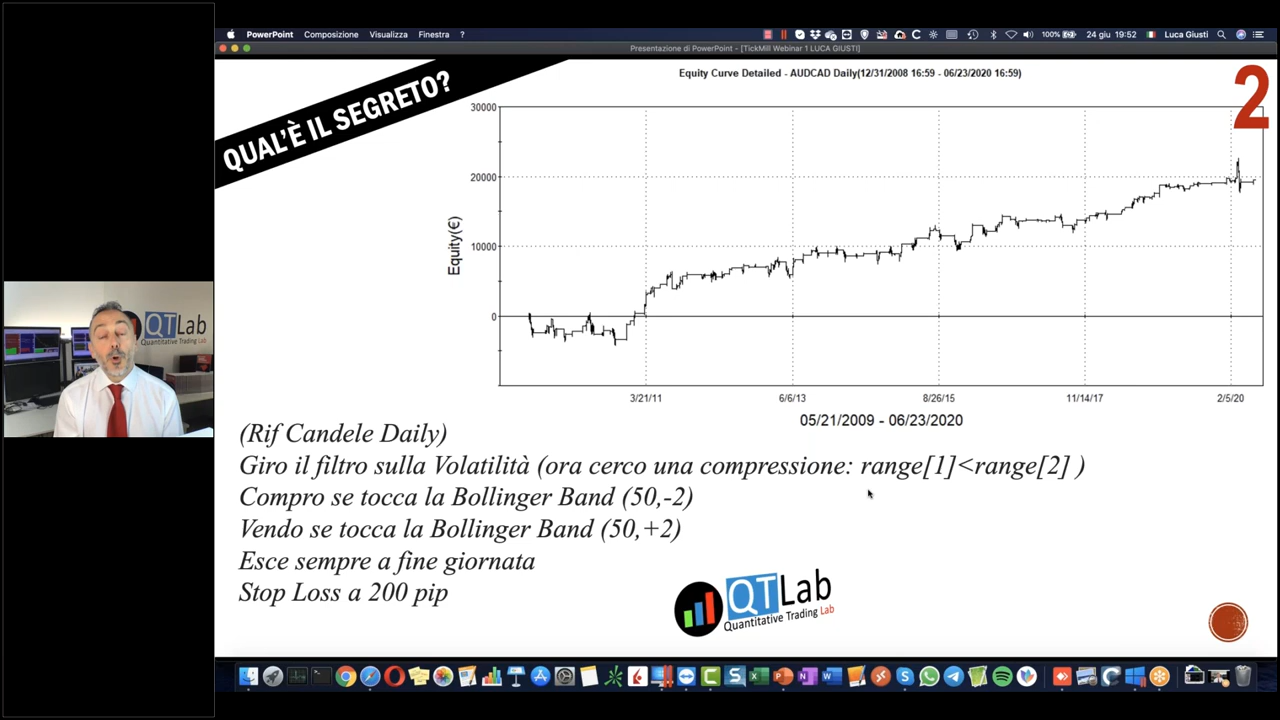 PowerPoint Composizione Visualizza Finestra ? 100% 24 giu 19:52 Luca Giusti
Presentazione di PowerPoint - [TickMill Webinar 1 LUCA GIUSTI]
QUAL'È IL SEGRETO?
2
Equity Curve Detailed - AUDCAD Daily(12/31/2008 16:59 - 06/23/2020 16:59)
Equity(€)
30000
20000
10000
0
3/21/11 6/6/13 8/26/15 11/14/17 2/5/20
05/21/2009 - 06/23/2020
QTLab
Quantitative Trading Lab
(Rif Candele Daily)
Giro il filtro sulla Volatilità (ora cerco una compressione: range[1]<range[2] )
Compro se tocca la Bollinger Band (50,-2)
Vendo se tocca la Bollinger Band (50,+2)
Esce sempre a fine giornata
Stop Loss a 200 pip
QTLab
Quantitative Trading Lab